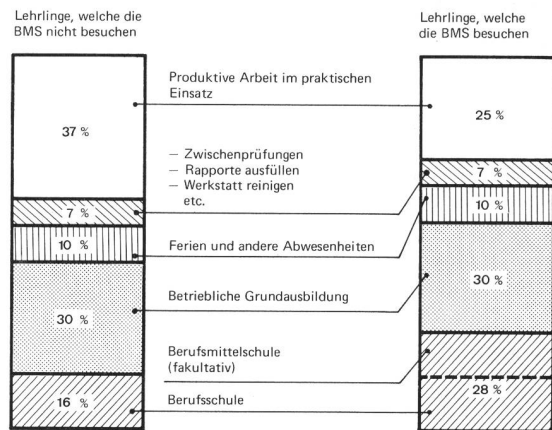 Lehrlinge, welche die
BMS nicht besuchen
Lehrlinge, welche
die BMS besuchen
Produktive Arbeit im praktischen
Einsatz
37 %
25 %
— Zwischenprüfungen
— Rapporte ausfüllen
— Werkstatt reinigen
etc.
7 %
7 %
10 %
10 %
Ferien und andere Abwesenheiten
Betriebliche Grundausbildung
30 %
30 %
Berufsmittelschule
(fakultativ)
16 %
28 %
Berufsschule